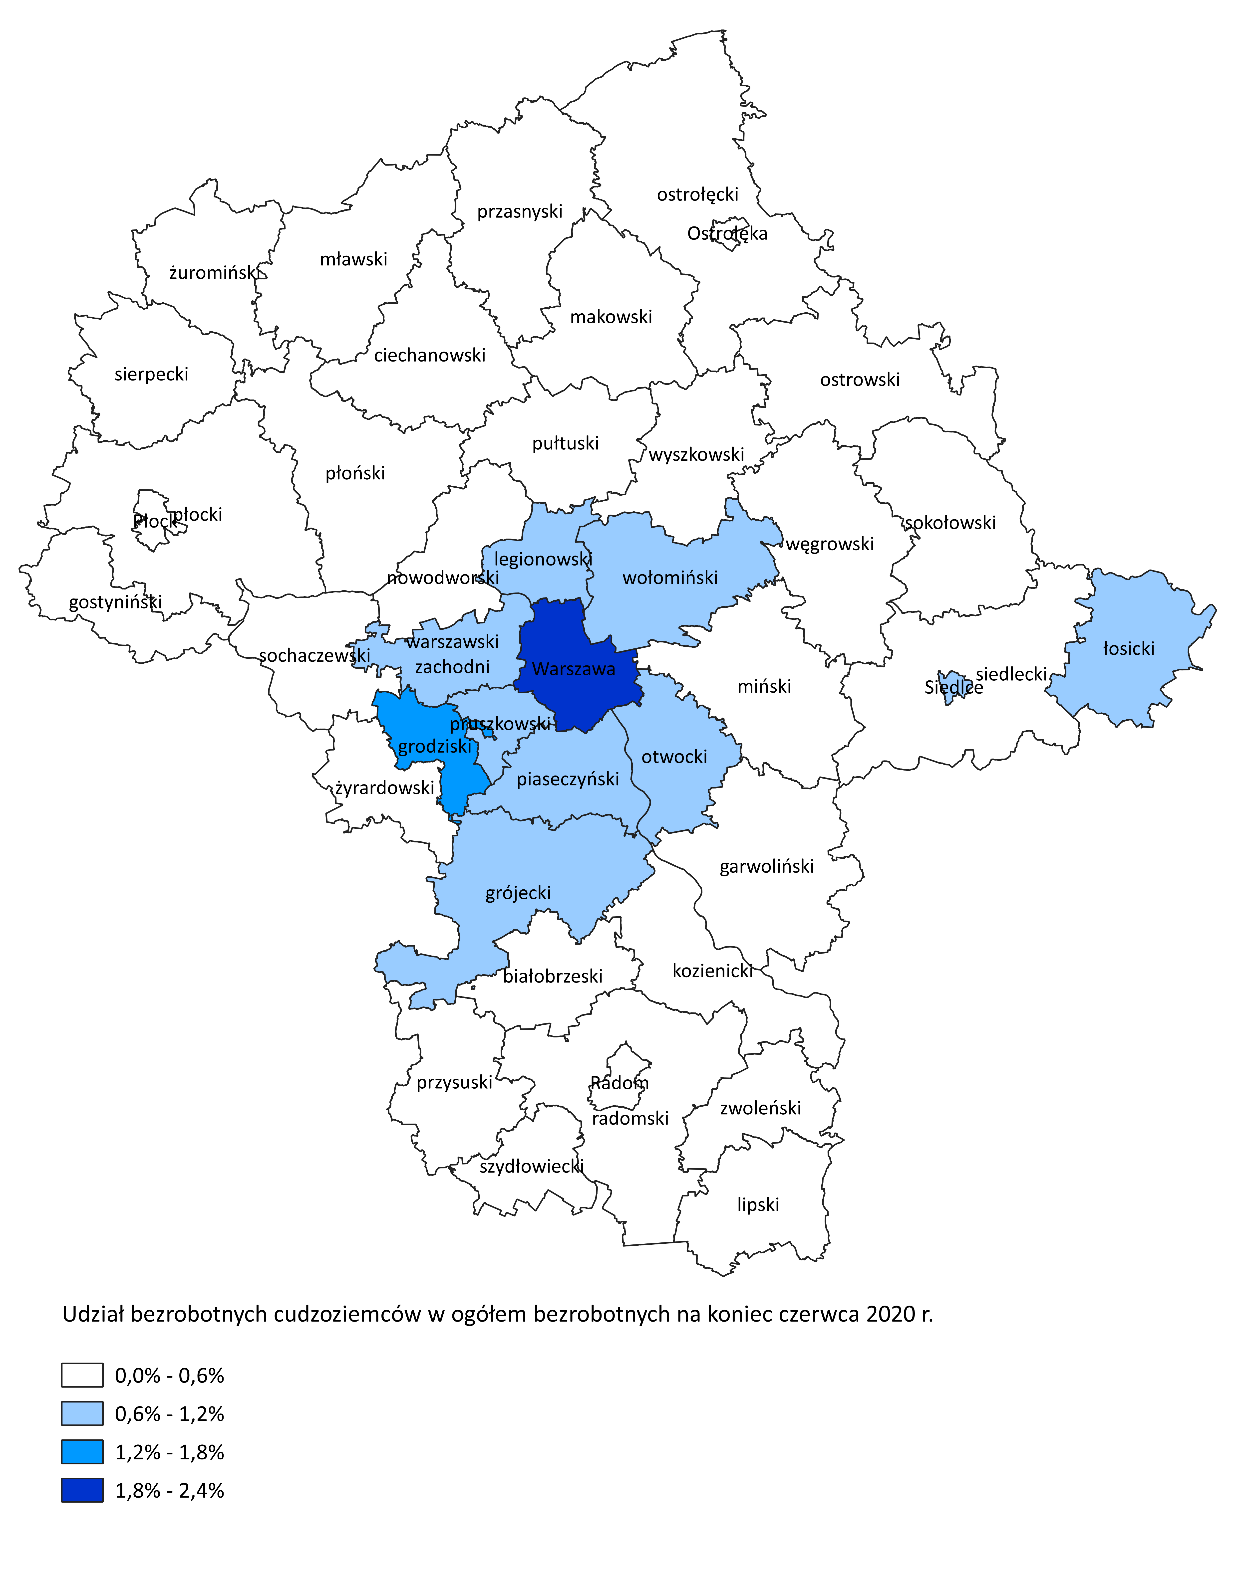 ostrołęcki
przasnyski
Ostrołęka
mławski
żuromiński
makowski
ciechanowski
sierpecki
ostrowski
pułtuski
wyszkowski
płoński
płocki
Płock
sokołowski
węgrowski
legionowski
nowodworski
wołomiński
gostyniński
warszawski
zachodni
łosicki
sochaczewski
Warszawa
siedlecki
Siedlce
miński
pruszkowski
grodziski
otwocki
piaseczyński
żyrardowski
garwoliński
grójecki
kozienicki
białobrzeski
przysuski
Radom
zwoleński
radomski
szydłowiecki
lipski
Udział bezrobotnych cudzoziemców w ogółem bezrobotnych na koniec czerwca 2020 r.
0,0% - 0,6%
0,6% - 1,2%
1,2% - 1,8%
1,8% - 2,4%